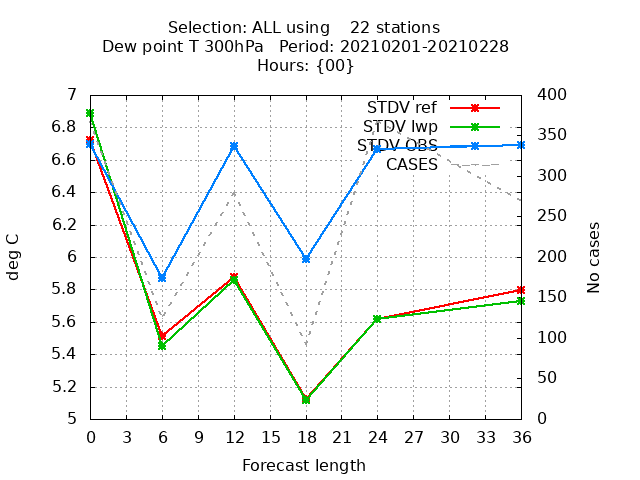 Selection: ALL using    22 stations
Dew point T 300hPa   Period: 20210201-20210228
Hours: {00}
7
6.8
6.6
6.4
6.2
6
5.8
5.6
5.4
5.2
5
deg C
400
350
300
250
200
150
100
50
0
No cases
STDV ref
STDV lwp
STDV OBS
CASES
0 3 6 9 12 15 18 21 24 27 30 33 36
Forecast length